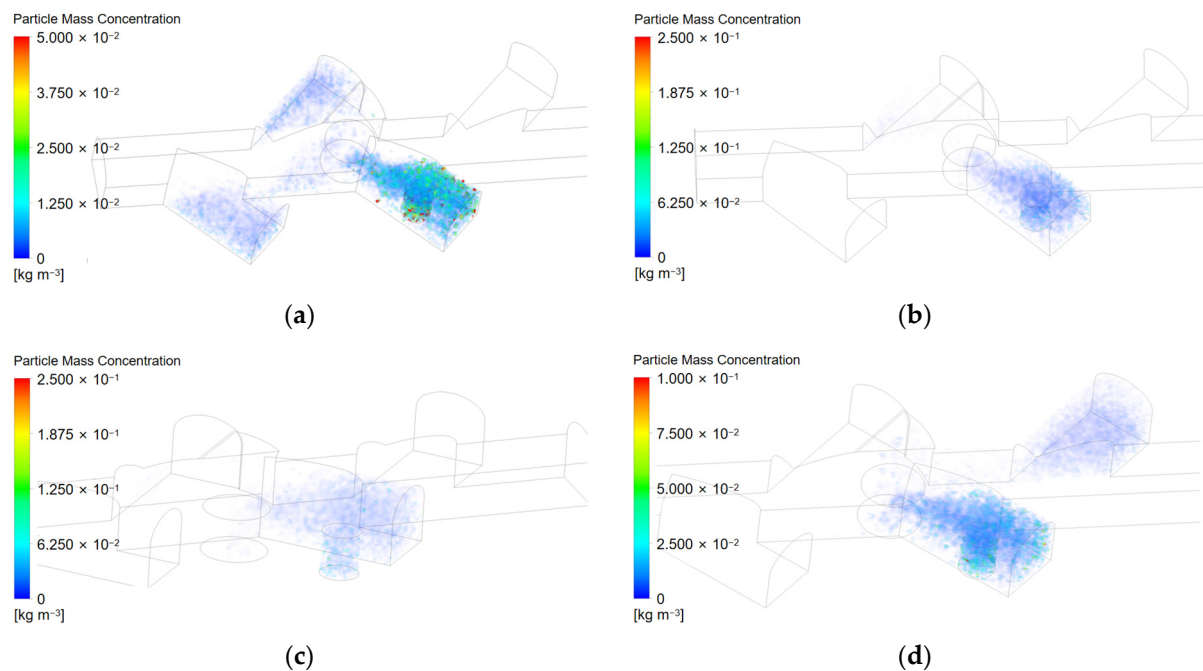 Particle Mass Concentration
5.000 × 10⁻²
3.750 × 10⁻²
2.500 × 10⁻²
1.250 × 10⁻²
0
[kg m⁻³]
(a)
Particle Mass Concentration
2.500 × 10⁻¹
1.875 × 10⁻¹
1.250 × 10⁻¹
6.250 × 10⁻²
0
[kg m⁻³]
(b)
Particle Mass Concentration
2.500 × 10⁻¹
1.875 × 10⁻¹
1.250 × 10⁻¹
6.250 × 10⁻²
0
[kg m⁻³]
(c)
Particle Mass Concentration
1.000 × 10⁻¹
7.500 × 10⁻²
5.000 × 10⁻²
2.500 × 10⁻²
0
[kg m⁻³]
(d)